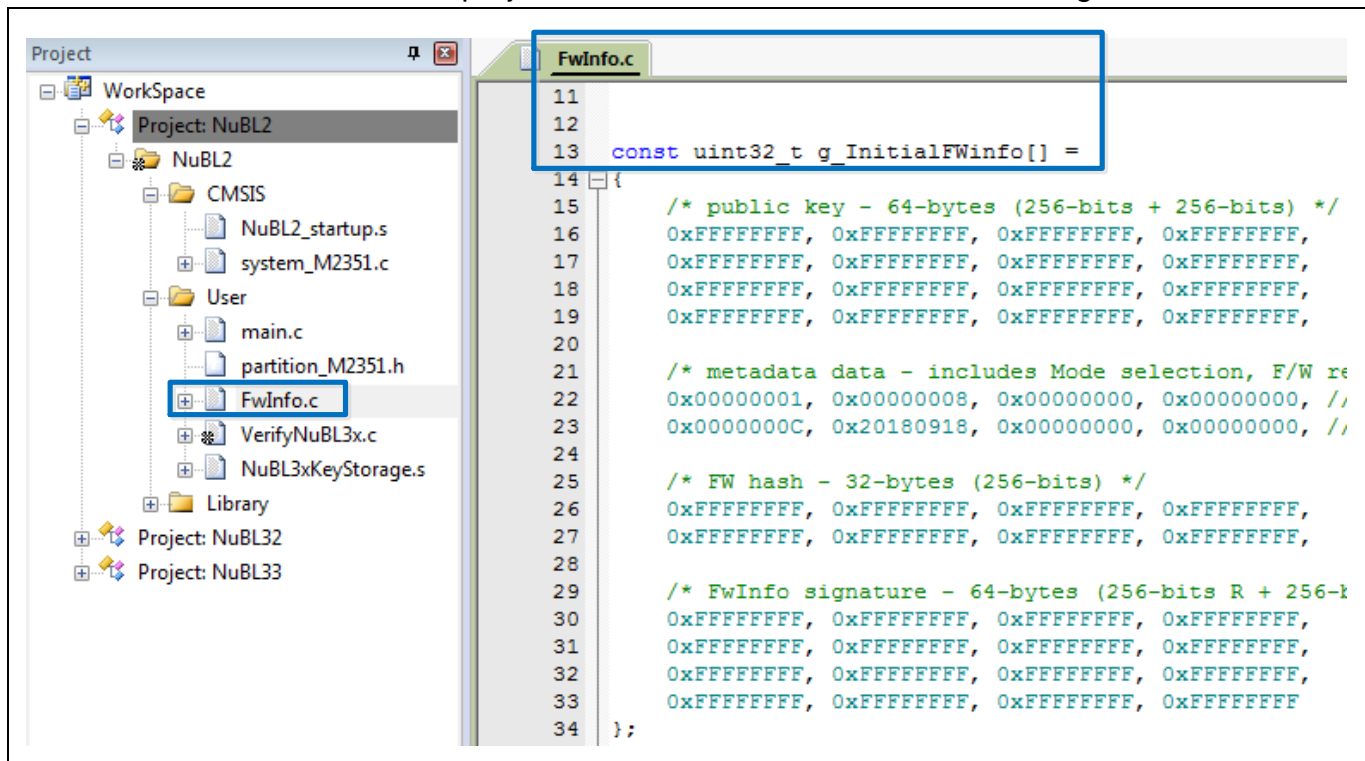 Project
WorkSpace
Project: NuBL2
NuBL2
CMSIS
NuBL2_startup.s
system_M2351.c
User
main.c
partition_M2351.h
FwInfo.c
VerifyNuBL3x.c
NuBL3xKeyStorage.s
Library
Project: NuBL32
Project: NuBL33
FwInfo.c
11
12
13 const uint32_t g_InitialFWinfo[] =
14 {
15 /* public key - 64-bytes (256-bits + 256-bits) */
16 0xFFFFFFFF, 0xFFFFFFFF, 0xFFFFFFFF, 0xFFFFFFFF,
17 0xFFFFFFFF, 0xFFFFFFFF, 0xFFFFFFFF, 0xFFFFFFFF,
18 0xFFFFFFFF, 0xFFFFFFFF, 0xFFFFFFFF, 0xFFFFFFFF,
19 0xFFFFFFFF, 0xFFFFFFFF, 0xFFFFFFFF, 0xFFFFFFFF,
20
21 /* metadata data - includes Mode selection, F/W re
22 0x00000001, 0x00000008, 0x00000000, 0x00000000, //
23 0x0000000C, 0x20180918, 0x00000000, 0x00000000, //
24
25 /* FW hash - 32-bytes (256-bits) */
26 0xFFFFFFFF, 0xFFFFFFFF, 0xFFFFFFFF, 0xFFFFFFFF,
27 0xFFFFFFFF, 0xFFFFFFFF, 0xFFFFFFFF, 0xFFFFFFFF,
28
29 /* FwInfo signature - 64-bytes (256-bits R + 256-b
30 0xFFFFFFFF, 0xFFFFFFFF, 0xFFFFFFFF, 0xFFFFFFFF,
31 0xFFFFFFFF, 0xFFFFFFFF, 0xFFFFFFFF, 0xFFFFFFFF,
32 0xFFFFFFFF, 0xFFFFFFFF, 0xFFFFFFFF, 0xFFFFFFFF,
33 0xFFFFFFFF, 0xFFFFFFFF, 0xFFFFFFFF, 0xFFFFFFFF
34 };